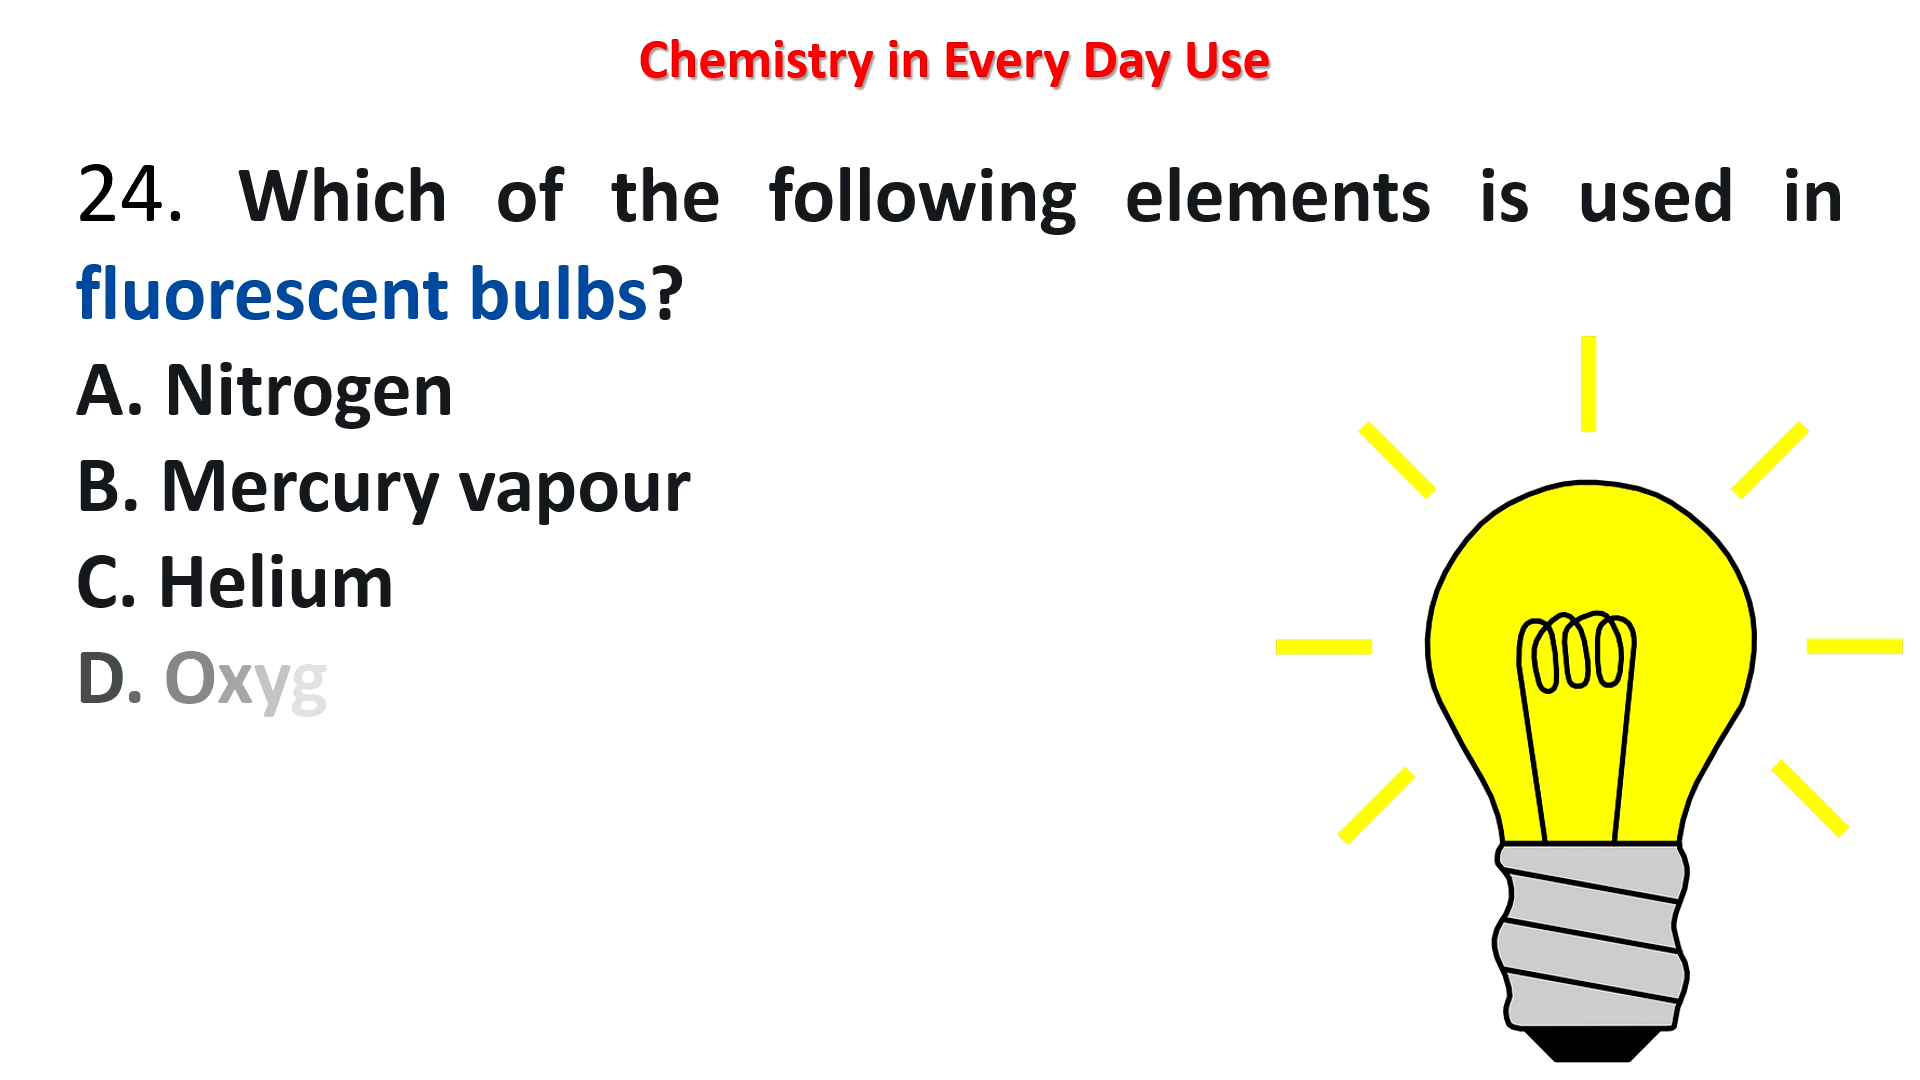 Chemistry in Every Day Use
24. Which of the following elements is used in
fluorescent bulbs?
A. Nitrogen
B. Mercury vapour
C. Helium
D. Oxyg